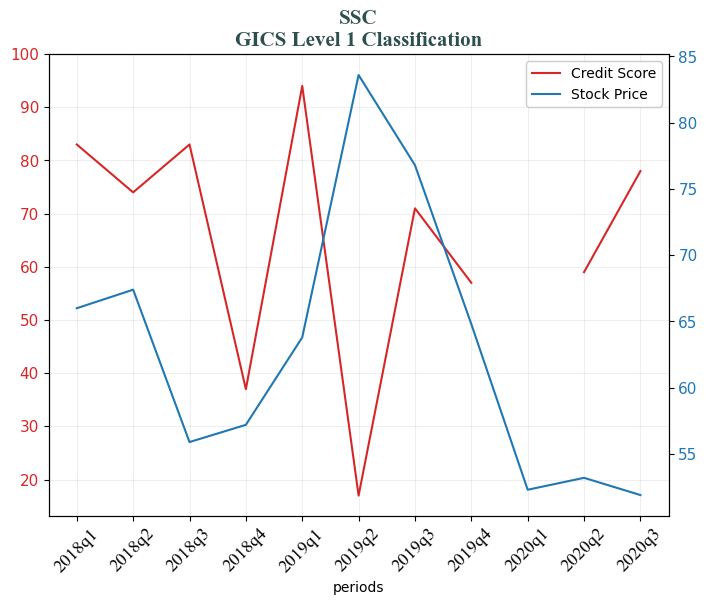 SSC
GICS Level 1 Classification
Credit Score
Stock Price
100
90
80
70
60
50
40
30
20
85
80
75
70
65
60
55
2018q1
2018q2
2018q3
2018q4
2019q1
2019q2
2019q3
2019q4
2020q1
2020q2
2020q3
periods